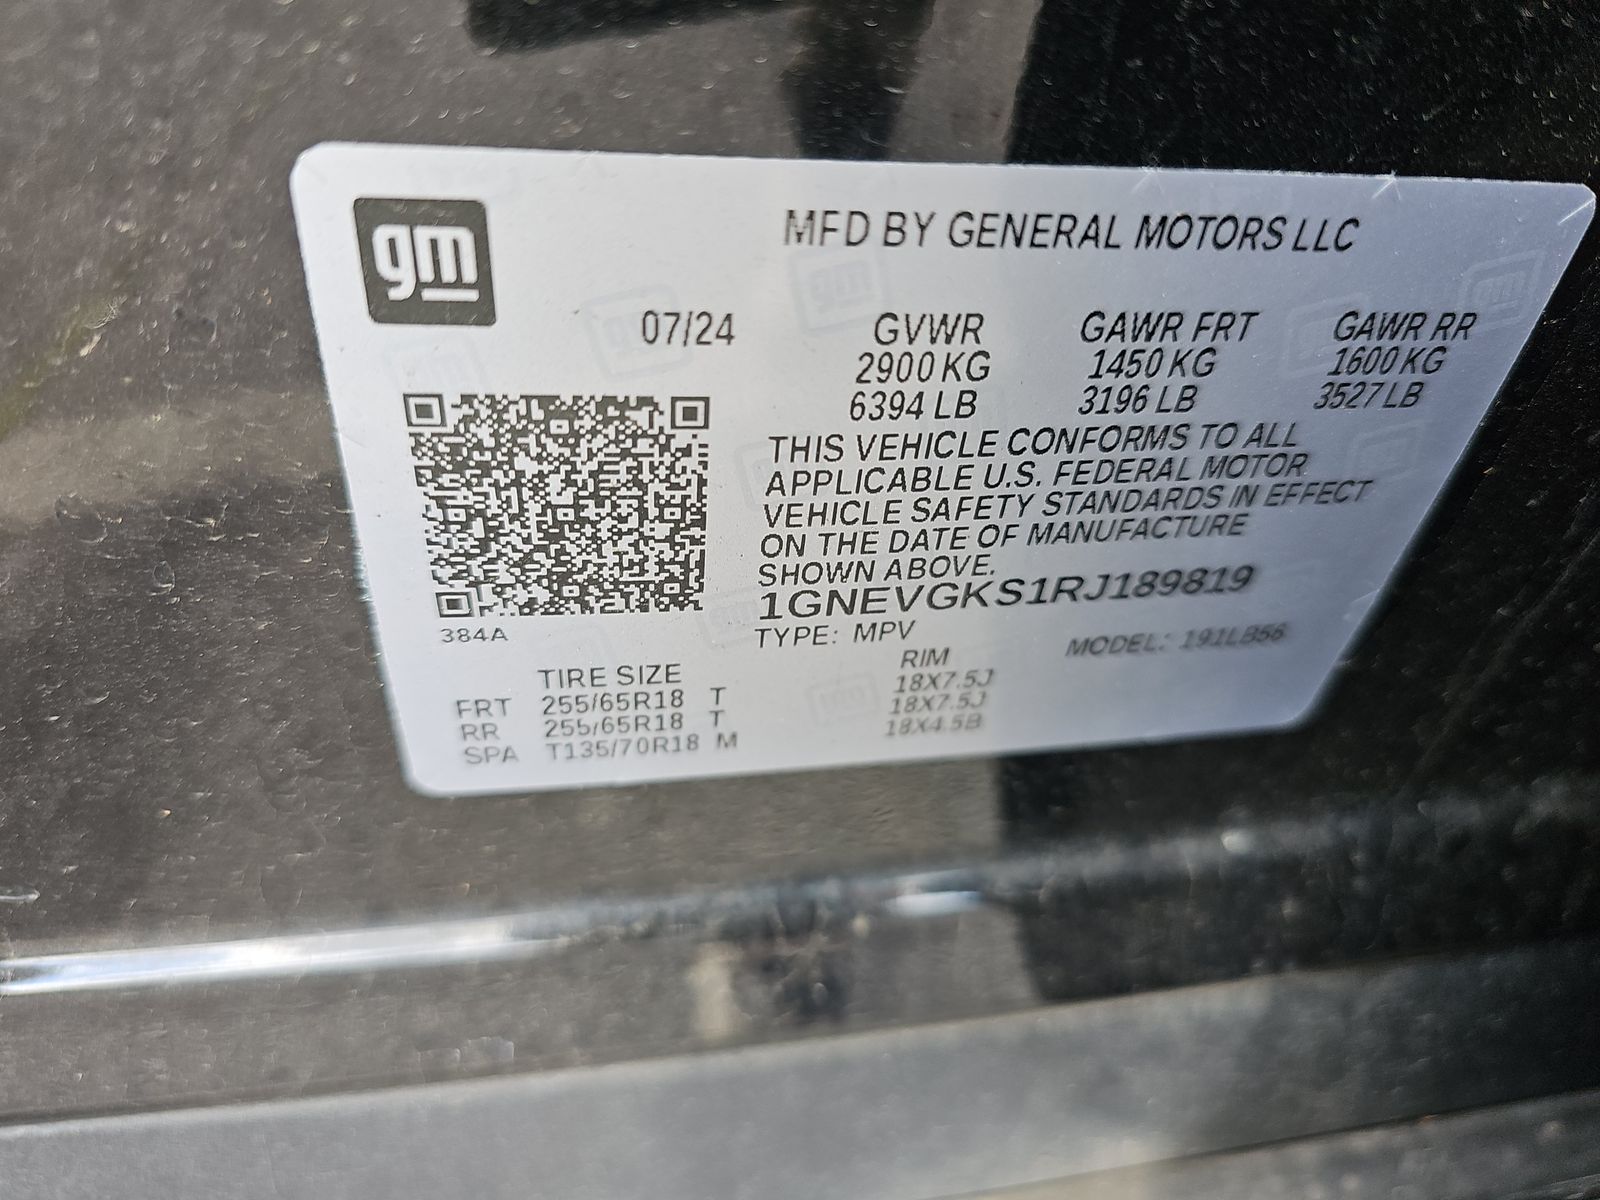 gm
MFD BY GENERAL MOTORS LLC
07/24 GVWR GAWR FRT GAWR RR
2900 KG 1450 KG 1600 KG
6394 LB 3196 LB 3527 LB
THIS VEHICLE CONFORMS TO ALL
APPLICABLE U.S. FEDERAL MOTOR
VEHICLE SAFETY STANDARDS IN EFFECT
ON THE DATE OF MANUFACTURE
SHOWN ABOVE.
1GNEVGKS1RJ189819
384A
TYPE: MPV MODEL: 191LB56
TIRE SIZE RIM
FRT 255/65R18 T 18X7.5J
RR 255/65R18 T 18X7.5J
SPA T135/70R18 M 18X4.5B